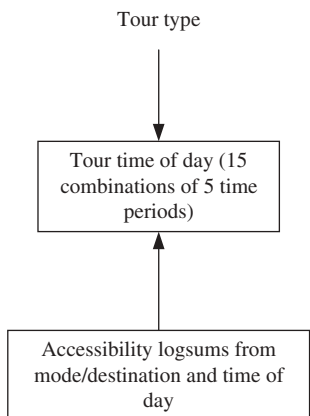 Tour type
Tour time of day (15
combinations of 5 time
periods)
Accessibility logsums from
mode/destination and time of
day